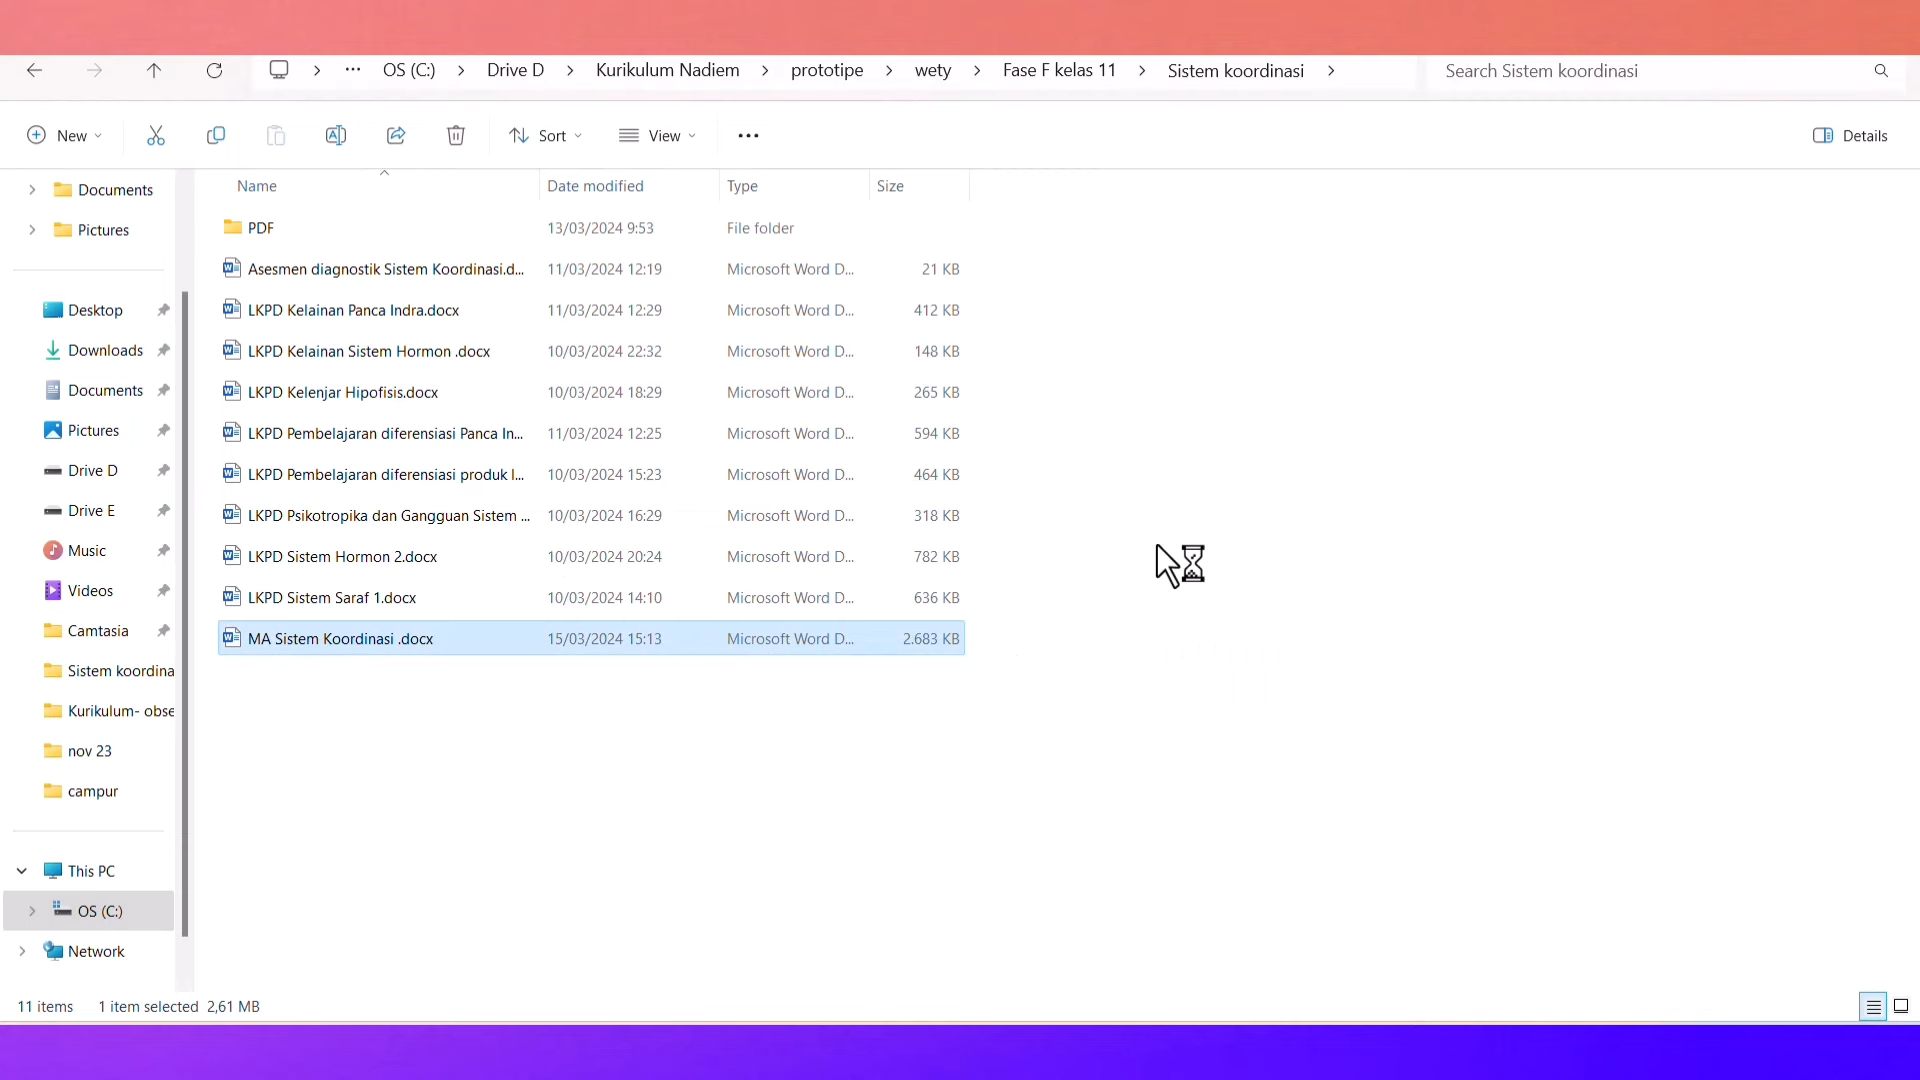 OS (C:) Drive D Kurikulum Nadiem prototipe wety Fase F kelas 11 Sistem koordinasi Search Sistem koordinasi
New Sort View Details
Documents
Pictures
Desktop
Downloads
Documents
Pictures
Drive D
Drive E
Music
Videos
Camtasia
Sistem koordina
Kurikulum- obse
nov 23
campur
This PC
OS (C:)
Network
Name Date modified Type Size
PDF 13/03/2024 9:53 File folder
Asesmen diagnostik Sistem Koordinasi.d... 11/03/2024 12:19 Microsoft Word D... 21 KB
LKPD Kelainan Panca Indra.docx 11/03/2024 12:29 Microsoft Word D... 412 KB
LKPD Kelainan Sistem Hormon .docx 10/03/2024 22:32 Microsoft Word D... 148 KB
LKPD Kelenjar Hipofisis.docx 10/03/2024 18:29 Microsoft Word D... 265 KB
LKPD Pembelajaran diferensiasi Panca In... 11/03/2024 12:25 Microsoft Word D... 594 KB
LKPD Pembelajaran diferensiasi produk l... 10/03/2024 15:23 Microsoft Word D... 464 KB
LKPD Psikotropika dan Gangguan Sistem ... 10/03/2024 16:29 Microsoft Word D... 318 KB
LKPD Sistem Hormon 2.docx 10/03/2024 20:24 Microsoft Word D... 782 KB
LKPD Sistem Saraf 1.docx 10/03/2024 14:10 Microsoft Word D... 636 KB
MA Sistem Koordinasi .docx 15/03/2024 15:13 Microsoft Word D... 2.683 KB
11 items 1 item selected 2,61 MB